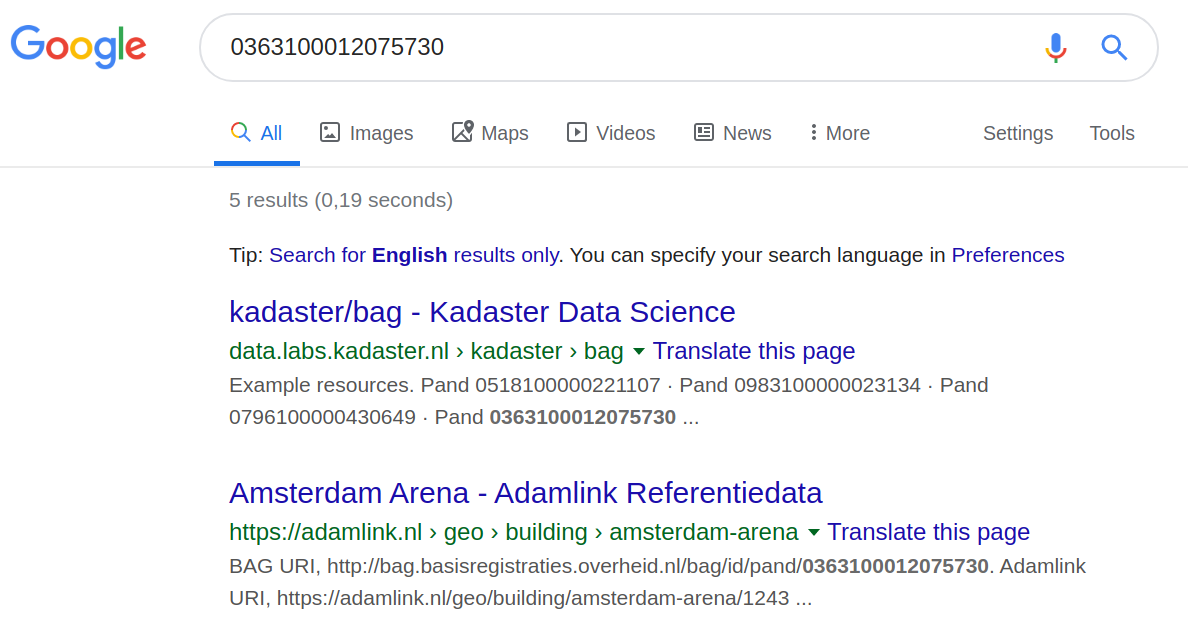 Google
0363100012075730
All Images Maps Videos News More Settings Tools
5 results (0,19 seconds)
Tip: Search for English results only. You can specify your search language in Preferences
kadaster/bag - Kadaster Data Science
data.labs.kadaster.nl › kadaster › bag Translate this page
Example resources. Pand 0518100000221107 · Pand 0983100000023134 · Pand
0796100000430649 · Pand 0363100012075730 ...
Amsterdam Arena - Adamlink Referentiedata
https://adamlink.nl › geo › building › amsterdam-arena Translate this page
BAG URI, http://bag.basisregistraties.overheid.nl/bag/id/pand/0363100012075730. Adamlink
URI, https://adamlink.nl/geo/building/amsterdam-arena/1243 ...